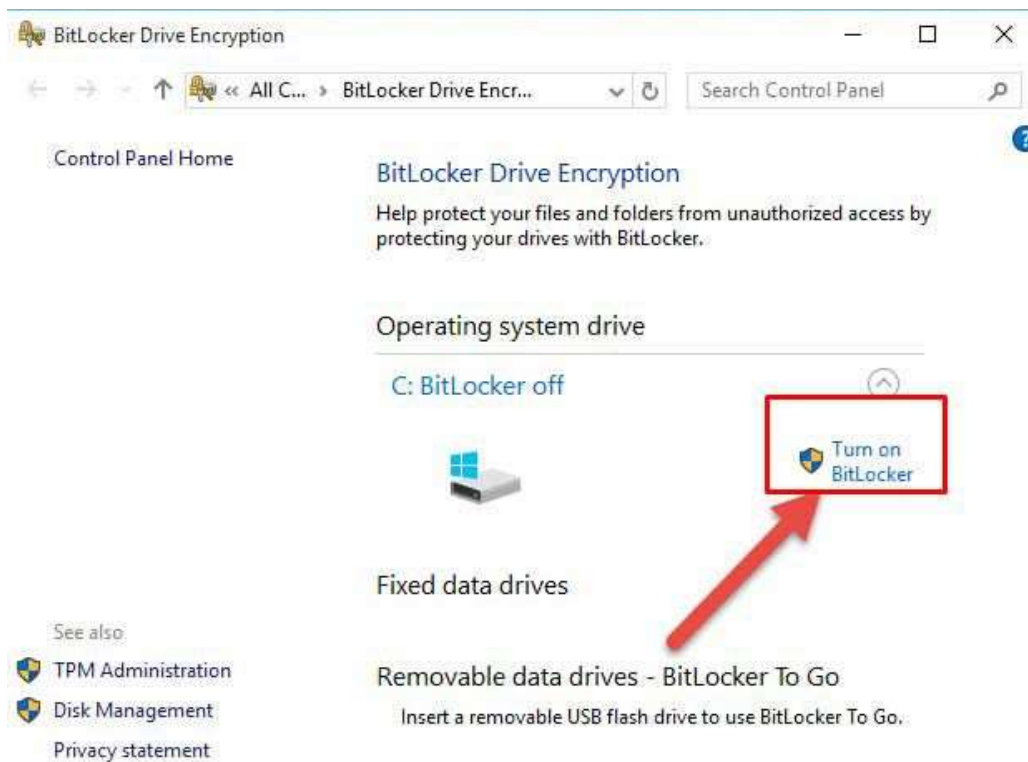 BitLocker Drive Encryption
« All C... › BitLocker Drive Encr...
Search Control Panel
Control Panel Home
?
BitLocker Drive Encryption
Help protect your files and folders from unauthorized access by
protecting your drives with BitLocker.
Operating system drive
C: BitLocker off
Turn on
BitLocker
Fixed data drives
Removable data drives - BitLocker To Go
Insert a removable USB flash drive to use BitLocker To Go.
See also
TPM Administration
Disk Management
Privacy statement